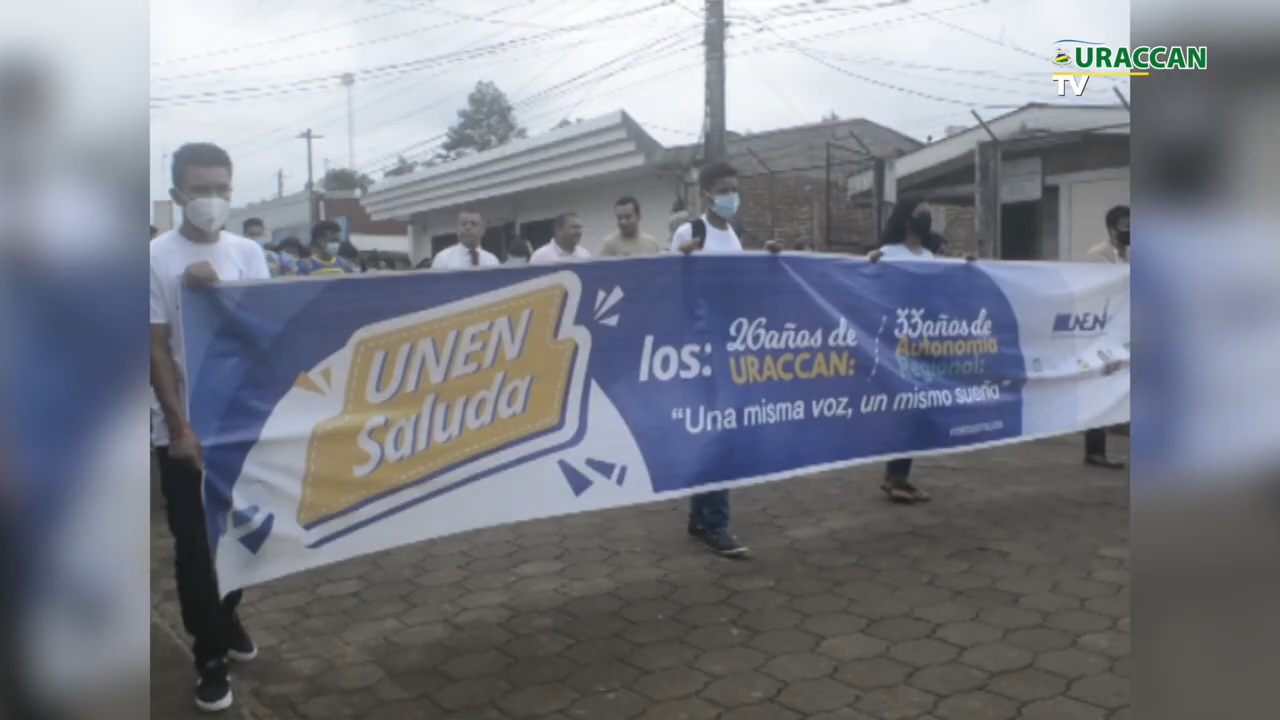 URACCAN
TV
UNEN
Saluda
los:
26años de
URACCAN:
33años de
Autonomía
Regional:
"Una misma voz, un mismo sueño"
UNEN